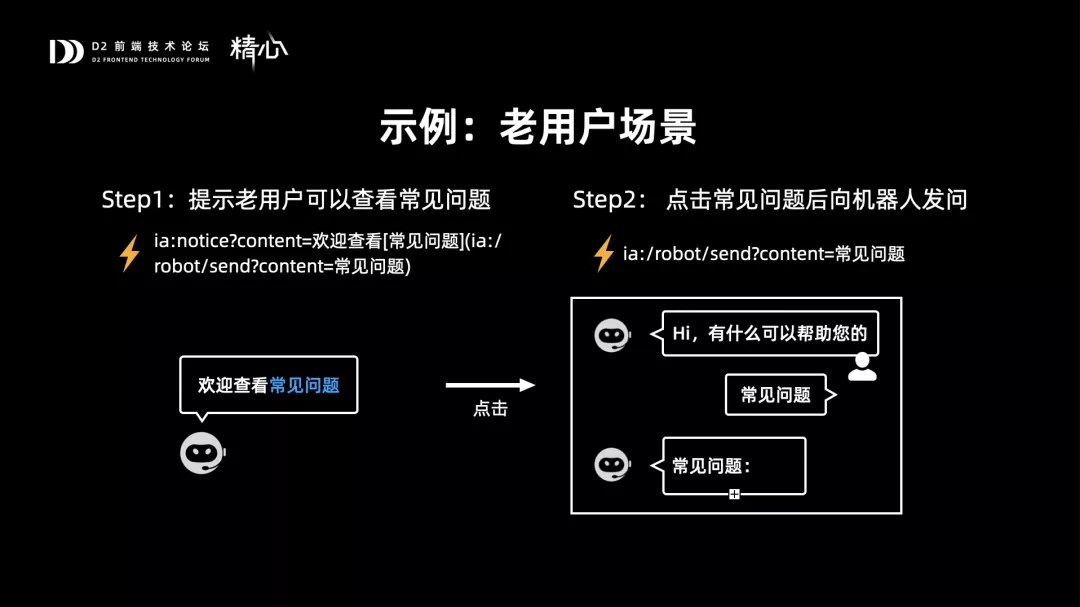 D2 前端技术论坛
D2 FRONTEND TECHNOLOGY FORUM
精心
示例：老用户场景
Step1：提示老用户可以查看常见问题
ia:notice?content=欢迎查看[常见问题](ia:/
robot/send?content=常见问题)
欢迎查看常见问题
点击
Step2： 点击常见问题后向机器人发问
ia:/robot/send?content=常见问题
Hi，有什么可以帮助您的
常见问题
常见问题：